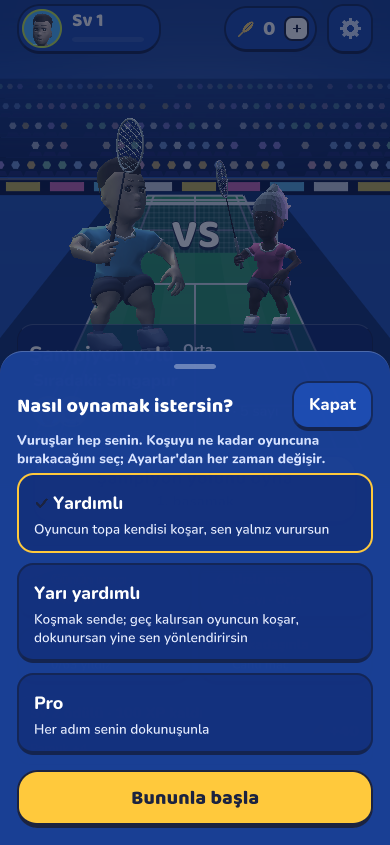 Sv 1
0
+
VS
Orta
Nasıl oynamak istersin?
Kapat
Vuruşlar hep senin. Koşuyu ne kadar oyuncuna
bırakacağını seç; Ayarlar'dan her zaman değişir.
Yardımlı
Oyuncun topa kendisi koşar, sen yalnız vurursun
Yarı yardımlı
Koşmak sende; geç kalırsan oyuncun koşar,
dokunursan yine sen yönlendirirsin
Pro
Her adım senin dokunuşunla
Bununla başla